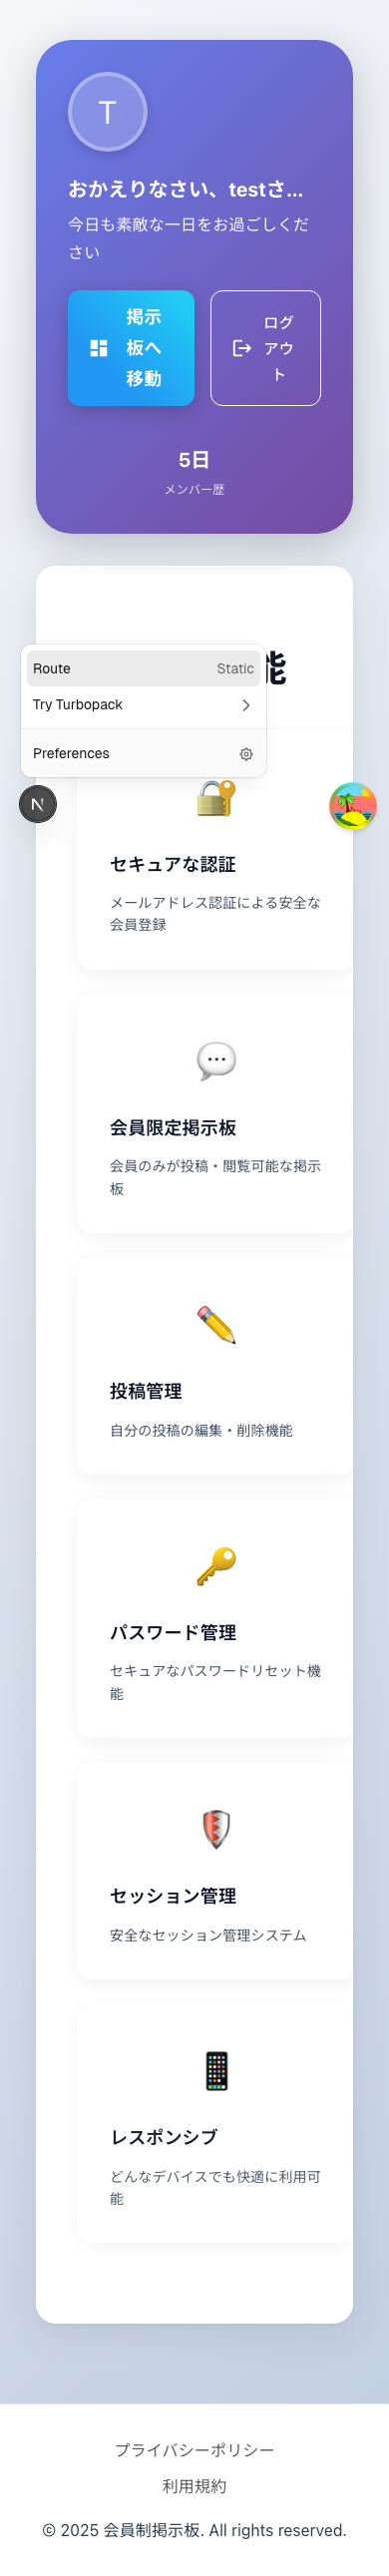 T
おかえりなさい、testさ...
今日も素敵な一日をお過ごしくだ
さい
掲示
板へ
移動
ログ
アウ
ト
5日
メンバー歴
能
Route Static
Try Turbopack
Preferences
N
セキュアな認証
メールアドレス認証による安全な
会員登録
会員限定掲示板
会員のみが投稿・閲覧可能な掲示
板
投稿管理
自分の投稿の編集・削除機能
パスワード管理
セキュアなパスワードリセット機
能
セッション管理
安全なセッション管理システム
レスポンシブ
どんなデバイスでも快適に利用可
能
プライバシーポリシー
利用規約
© 2025 会員制掲示板. All rights reserved.